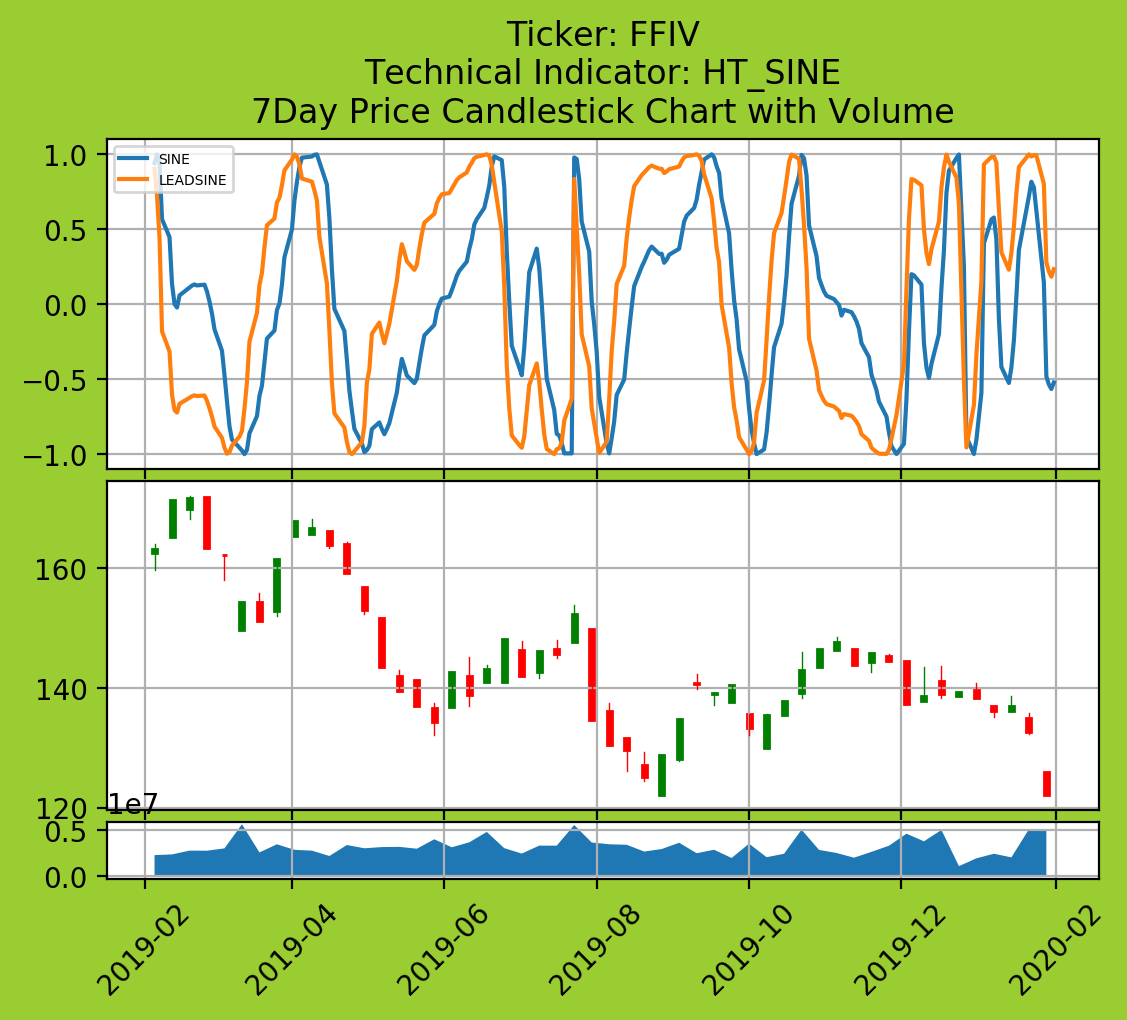 Ticker: FFIV
Technical Indicator: HT_SINE
7Day Price Candlestick Chart with Volume
1.0
0.5
0.0
−0.5
−1.0
SINE
LEADSINE
160
140
120
1e7
0.5
0.0
2019-02
2019-04
2019-06
2019-08
2019-10
2019-12
2020-02